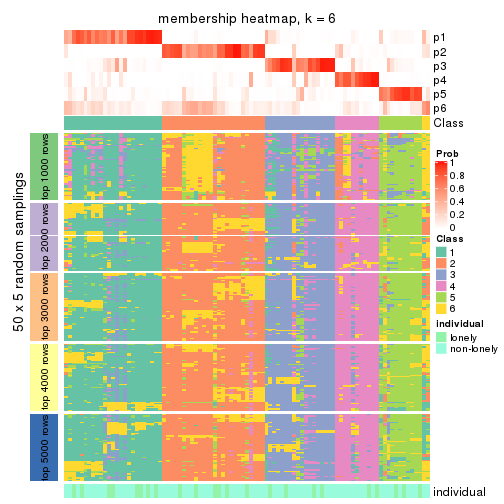 membership heatmap, k = 6
p1
p2
p3
p4
p5
p6
Class
50 x 5 random samplings
top 1000 rows
top 2000 rows
top 3000 rows
top 4000 rows
top 5000 rows
individual
Prob
1
0.8
0.6
0.4
0.2
0
Class
1
2
3
4
5
6
Individual
lonely
non-lonely